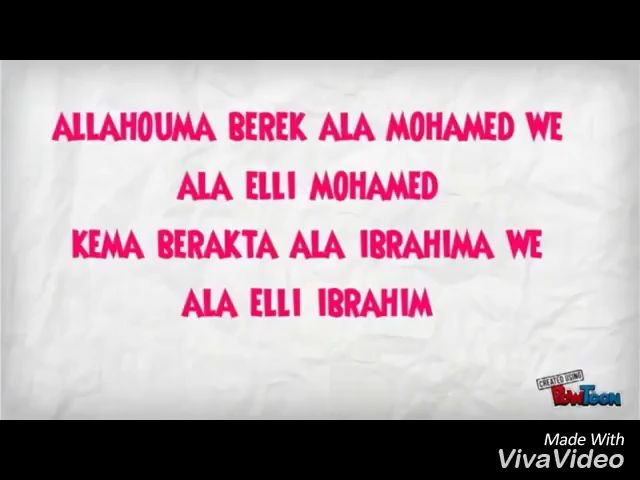 ALLAHOUMA BEREK ALA MOHAMED WE
ALA ELLI MOHAMED
KEMA BERAKTA ALA IBRAHIMA WE
ALA ELLI IBRAHIM
CREATED USING
POWTOON
Made With
VivaVideo